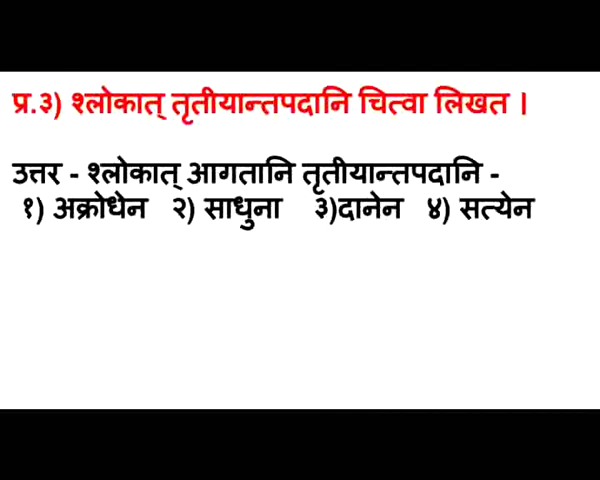 प्र.३) श्लोकात् तृतीयान्तपदानि चित्वा लिखत ।
उत्तर - श्लोकात् आगतानि तृतीयान्तपदानि -
१) अक्रोधेन २) साधुना ३)दानेन ४) सत्येन